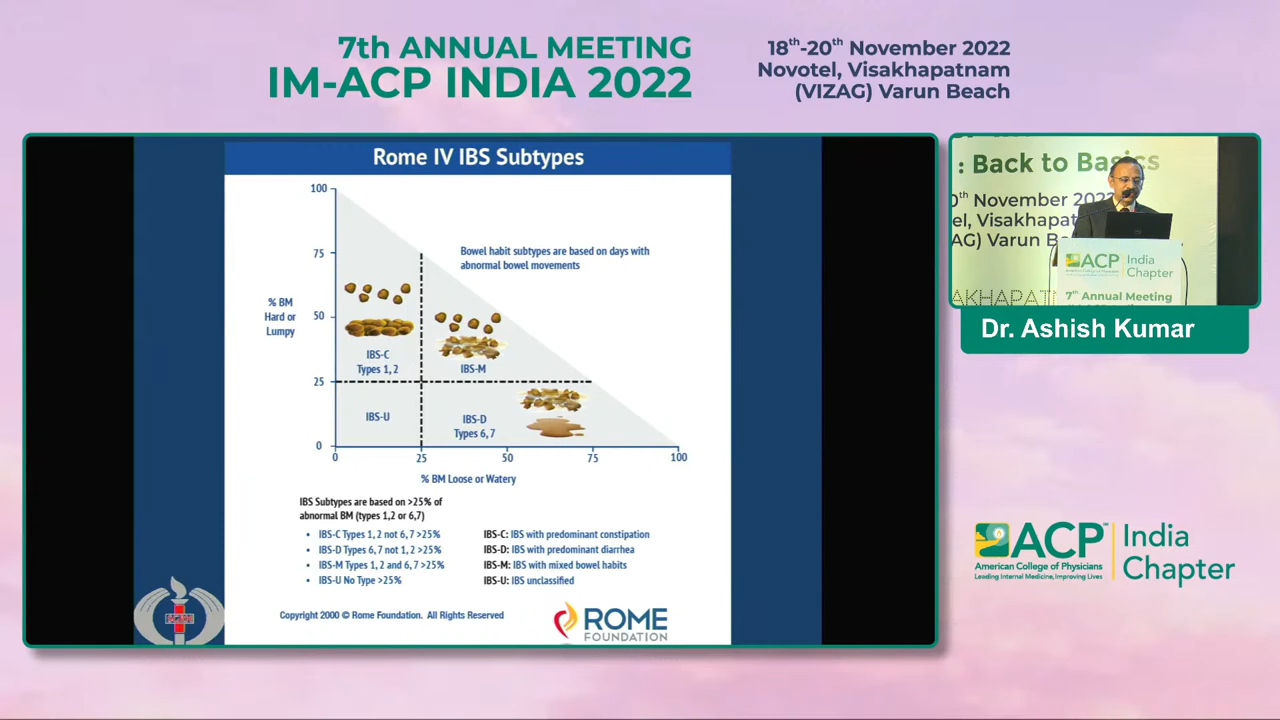 7th ANNUAL MEETING
IM-ACP INDIA 2022
18th-20th November 2022
Novotel, Visakhapatnam
(VIZAG) Varun Beach
Rome IV IBS Subtypes
100
75
50
25
0
% BM
Hard or
Lumpy
Bowel habit subtypes are based on days with
abnormal bowel movements
IBS-C
Types 1, 2
IBS-M
IBS-U
IBS-D
Types 6, 7
0 25 50 75 100
% BM Loose or Watery
IBS Subtypes are based on >25% of
abnormal BM (types 1,2 or 6,7)
• IBS-C Types 1, 2 not 6, 7 >25%
• IBS-D Types 6, 7 not 1, 2 >25%
• IBS-M Types 1, 2 and 6, 7 >25%
• IBS-U No Type >25%
IBS-C: IBS with predominant constipation
IBS-D: IBS with predominant diarrhea
IBS-M: IBS with mixed bowel habits
IBS-U: IBS unclassified
Copyright 2000 © Rome Foundation. All Rights Reserved
ROME
FOUNDATION
: Back to Basics
0th November 2022
el, Visakhapat
AG) Varun B
AKHAPAT
ACP
India
Chapter
7th Annual Meeting
Dr. Ashish Kumar
ACP™
American College of Physicians
Leading Internal Medicine, Improving Lives
India
Chapter